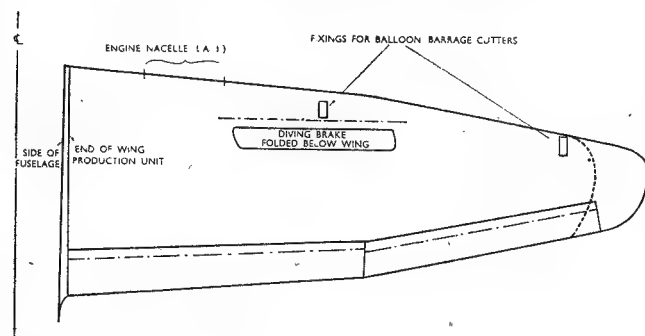 ENGINE NACELLE (A 1)
FIXINGS FOR BALLOON BARRAGE CUTTERS
℄
DIVING BRAKE
FOLDED BELOW WING
SIDE OF
FUSELAGE
END OF WING
PRODUCTION UNIT